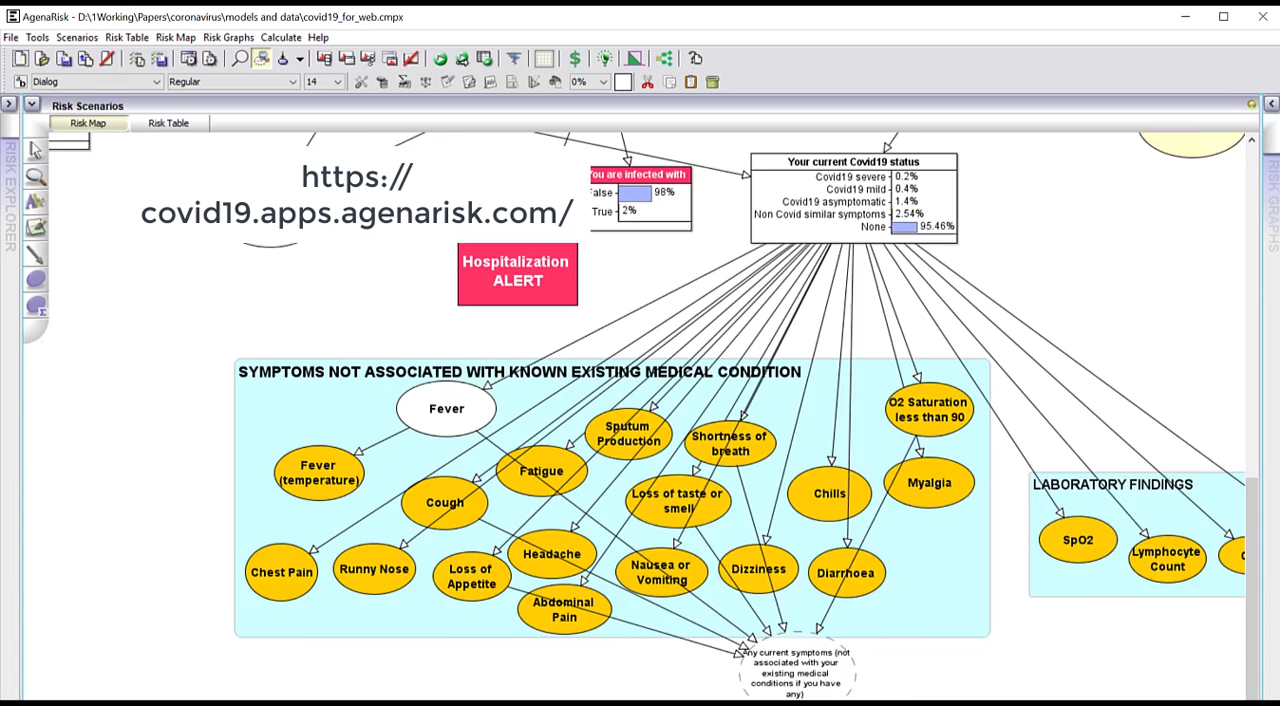 AgenaRisk - D:\1Working\Papers\coronavirus\models and data\covid19_for_web.cmpx
File Tools Scenarios Risk Table Risk Map Risk Graphs Calculate Help
Dialog Regular 14 0%
Risk Scenarios
Risk Map Risk Table
RISK EXPLORER
RISK GRAPHS
https://
covid19.apps.agenarisk.com/
You are infected with
False 98%
True 2%
Your current Covid19 status
Covid19 severe 0.2%
Covid19 mild 0.4%
Covid19 asymptomatic 1.4%
Non Covid similar symptoms 2.54%
None 95.46%
Hospitalization
ALERT
SYMPTOMS NOT ASSOCIATED WITH KNOWN EXISTING MEDICAL CONDITION
Fever
O2 Saturation
less than 90
Sputum
Production
Shortness of
breath
Fever
(temperature)
Fatigue
Cough
Loss of taste or
smell
Chills
Myalgia
LABORATORY FINDINGS
SpO2
Lymphocyte
Count
Headache
Chest Pain
Runny Nose
Loss of
Appetite
Nausea or
Vomiting
Dizziness
Diarrhoea
Abdominal
Pain
Any current symptoms (not
associated with your
existing medical
conditions if you have
any)